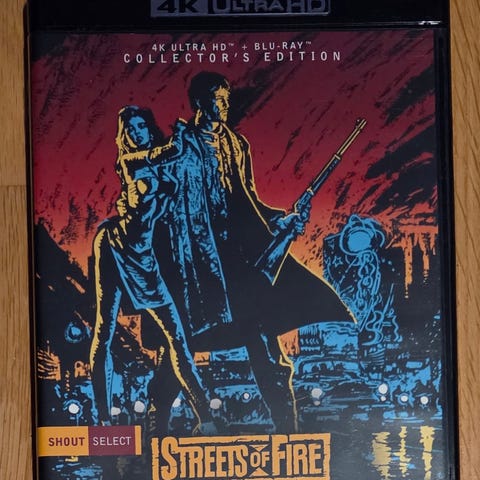 4K ULTRA HD
4K ULTRA HD™ + BLU-RAY™
COLLECTOR'S EDITION
SHOUT SELECT
STREETS OF FIRE